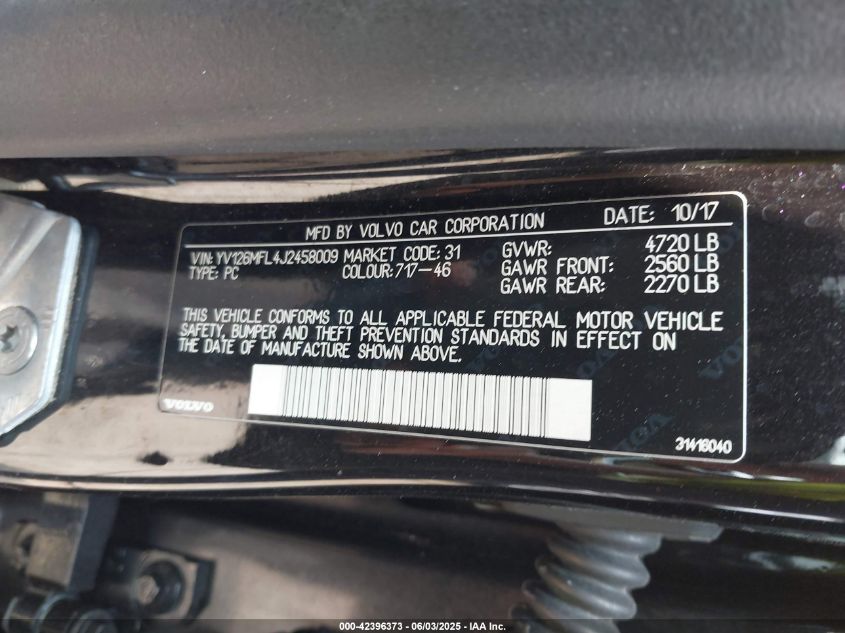 MFD BY VOLVO CAR CORPORATION DATE: 10/17
VIN: YV126MFL4J2458009 MARKET CODE: 31 GVWR: 4720 LB
TYPE: PC COLOUR: 717-46 GAWR FRONT: 2560 LB
GAWR REAR: 2270 LB
THIS VEHICLE CONFORMS TO ALL APPLICABLE FEDERAL MOTOR VEHICLE
SAFETY, BUMPER AND THEFT PREVENTION STANDARDS IN EFFECT ON
THE DATE OF MANUFACTURE SHOWN ABOVE.
VOLVO
31416040
000-42396373 | 06/03/2025 - IAA Inc.